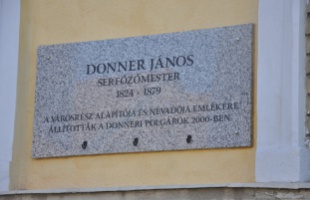 DONNER JÁNOS
SERFŐZŐMESTER
1824 - 1879
A VÁROSRÉSZ ALAPÍTÓJA ÉS NÉVADÓJA EMLÉKÉRE
ÁLLÍTOTTÁK A DONNERI POLGÁROK 2000-BEN.